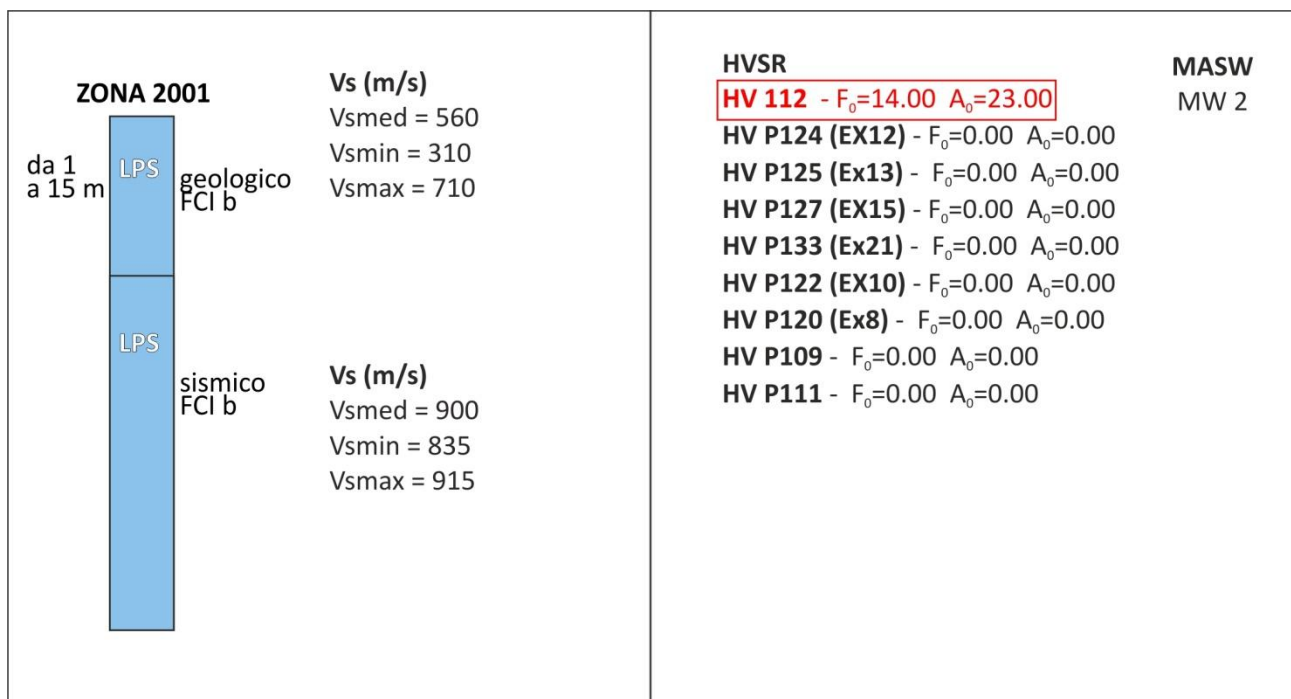 ZONA 2001
da 1
a 15 m
LPS
geologico
FCI b
Vs (m/s)
Vsmed = 560
Vsmin = 310
Vsmax = 710
LPS
sismico
FCI b
Vs (m/s)
Vsmed = 900
Vsmin = 835
Vsmax = 915
HVSR
HV 112 - F₀=14.00 A₀=23.00
HV P124 (EX12) - F₀=0.00 A₀=0.00
HV P125 (Ex13) - F₀=0.00 A₀=0.00
HV P127 (EX15) - F₀=0.00 A₀=0.00
HV P133 (Ex21) - F₀=0.00 A₀=0.00
HV P122 (EX10) - F₀=0.00 A₀=0.00
HV P120 (Ex8) - F₀=0.00 A₀=0.00
HV P109 - F₀=0.00 A₀=0.00
HV P111 - F₀=0.00 A₀=0.00
MASW
MW 2